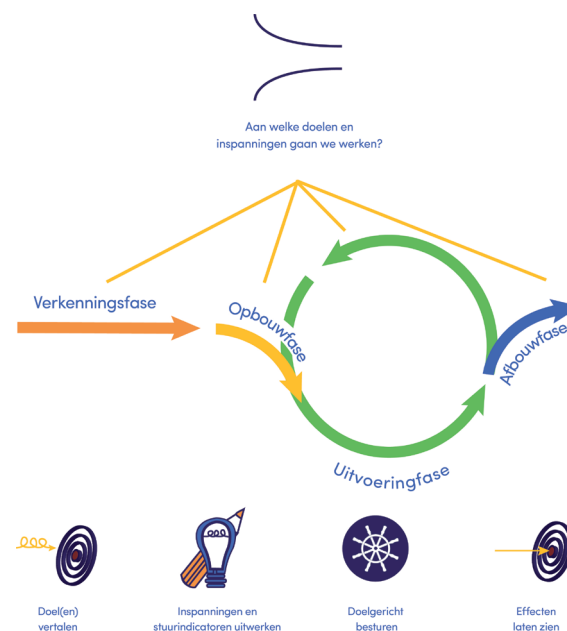 Aan welke doelen en
inspanningen gaan we werken?
Verkenningsfase
Opbouwfase
Afbouwfase
Uitvoeringfase
Doel(en)
vertalen
Inspanningen en
stuurindicatoren uitwerken
Doelgericht
besturen
Effecten
laten zien